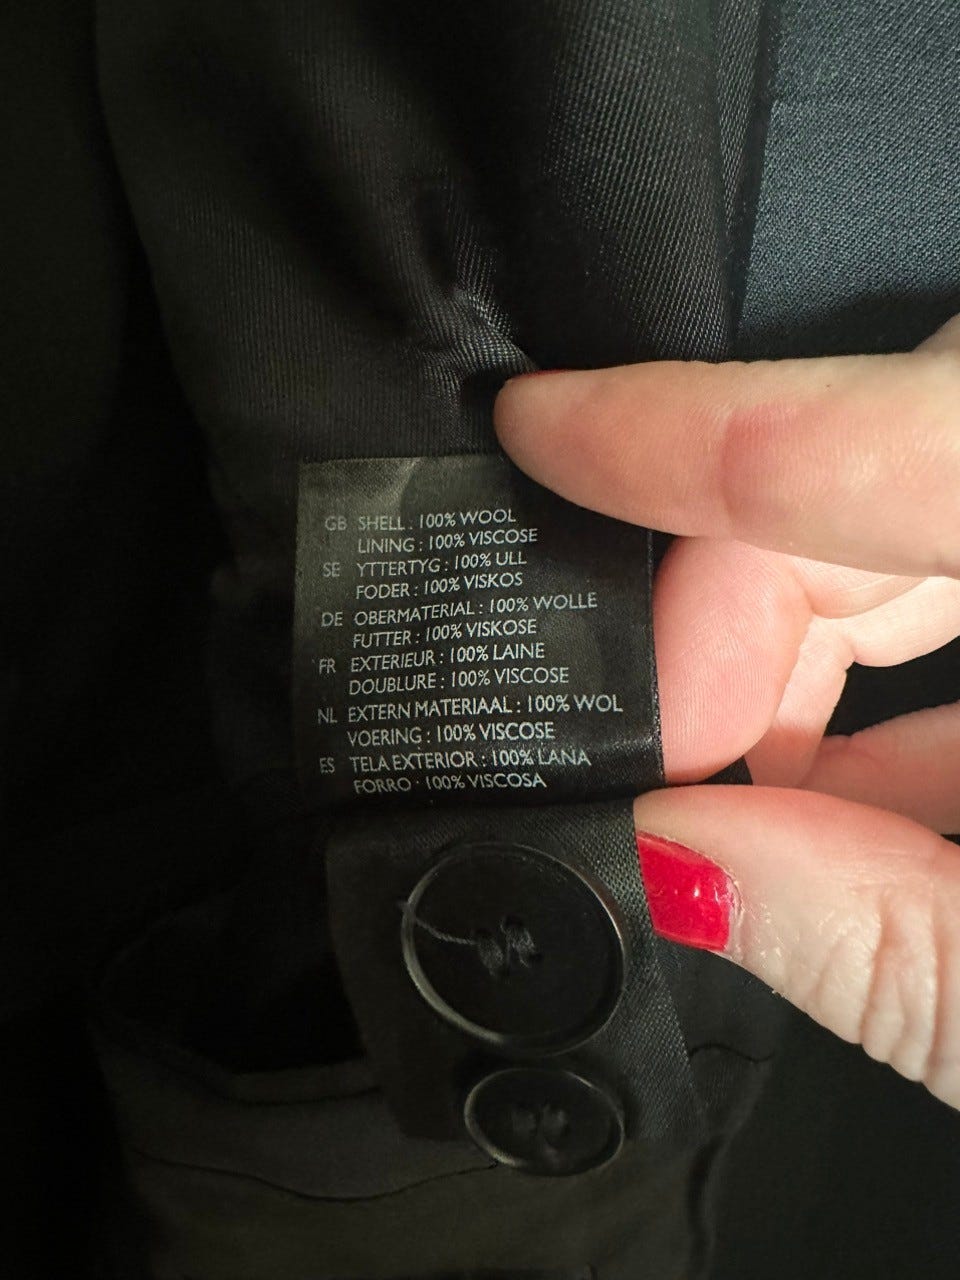 GB SHELL : 100% WOOL
LINING : 100% VISCOSE
SE YTTERTYG : 100% ULL
FODER : 100% VISKOS
DE OBERMATERIAL : 100% WOLLE
FUTTER : 100% VISKOSE
FR EXTERIEUR : 100% LAINE
DOUBLURE : 100% VISCOSE
NL EXTERN MATERIAAL : 100% WOL
VOERING : 100% VISCOSE
ES TELA EXTERIOR : 100% LANA
FORRO : 100% VISCOSA